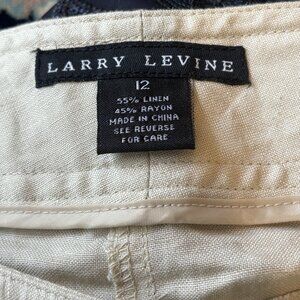 LARRY LEVINE
12
55% LINEN
45% RAYON
MADE IN CHINA
SEE REVERSE
FOR CARE